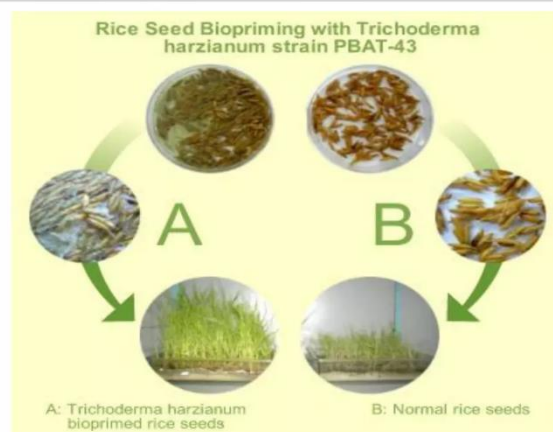 Rice Seed Biopriming with Trichoderma
harzianum strain PBAT-43
A
B
A: Trichoderma harzianum
bioprimed rice seeds
B: Normal rice seeds